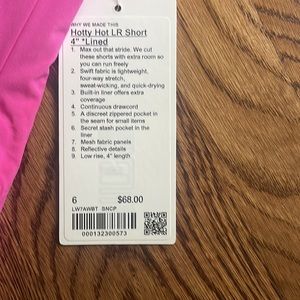 WHY WE MADE THIS
Hotty Hot LR Short
4" *Lined
1. Max out that stride. We cut
these shorts with extra room so
you can run freely
2. Swift fabric is lightweight,
four-way stretch,
sweat-wicking, and quick-drying
3. Built-in liner offers extra
coverage
4. Continuous drawcord
5. A discreet zippered pocket in
the seam for small items
6. Secret stash pocket in the
liner
7. Mesh fabric panels
8. Reflective details
9. Low rise, 4" length
6 $68.00
LW7AWBT SNCP
000132300573